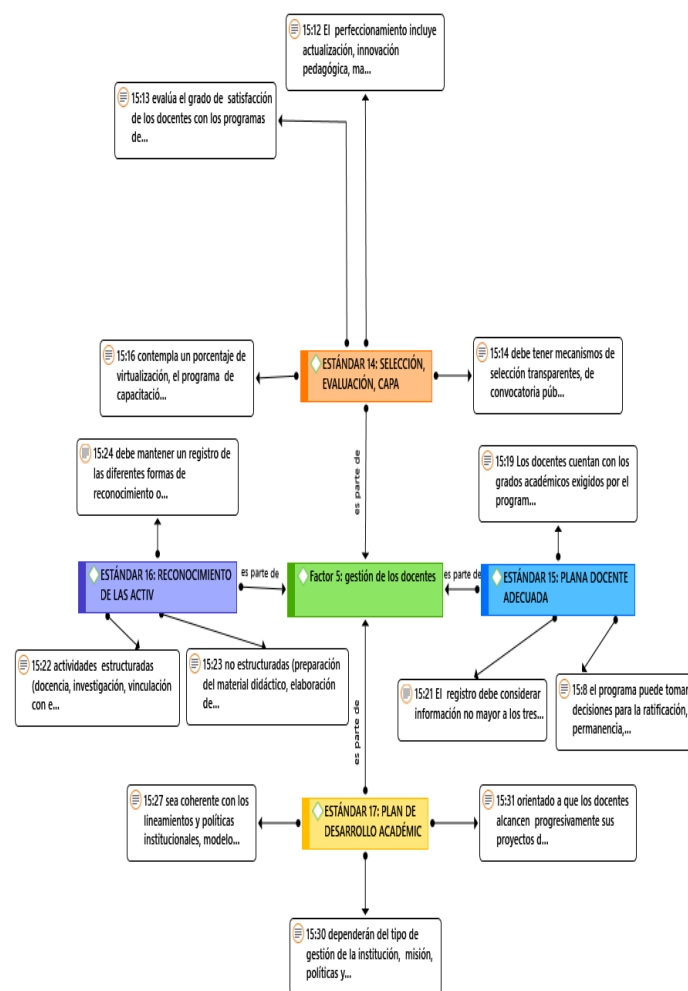 15:12 El perfeccionamiento incluye
actualización, innovación
pedagógica, ma...
15:13 evalúa el grado de satisfacción
de los docentes con los programas
de...
15:16 contempla un porcentaje de
virtualización, el programa de
capacitació...
ESTÁNDAR 14: SELECCIÓN,
EVALUACIÓN, CAPA
15:14 debe tener mecanismos de
selección transparentes, de
convocatoria púb...
15:24 debe mantener un registro de
las diferentes formas de
reconocimiento o...
es parte de
15:19 Los docentes cuentan con los
grados académicos exigidos por el
program...
ESTÁNDAR 16: RECONOCIMIENTO
DE LAS ACTIV
es parte de
Factor 5: gestión de los docentes
es parte de
ESTÁNDAR 15: PLANA DOCENTE
ADECUADA
15:22 actividades estructuradas
(docencia, investigación, vinculación
con e...
15:23 no estructuradas (preparación
del material didáctico, elaboración
de...
es parte de
15:21 El registro debe considerar
información no mayor a los tres...
15:8 el programa puede tomar
decisiones para la ratificación,
permanencia,...
15:27 sea coherente con los
lineamientos y políticas
institucionales, modelo...
ESTÁNDAR 17: PLAN DE
DESARROLLO ACADÉMIC
15:31 orientado a que los docentes
alcancen progresivamente sus
proyectos d...
15:30 dependerán del tipo de
gestión de la institución, misión,
políticas y...